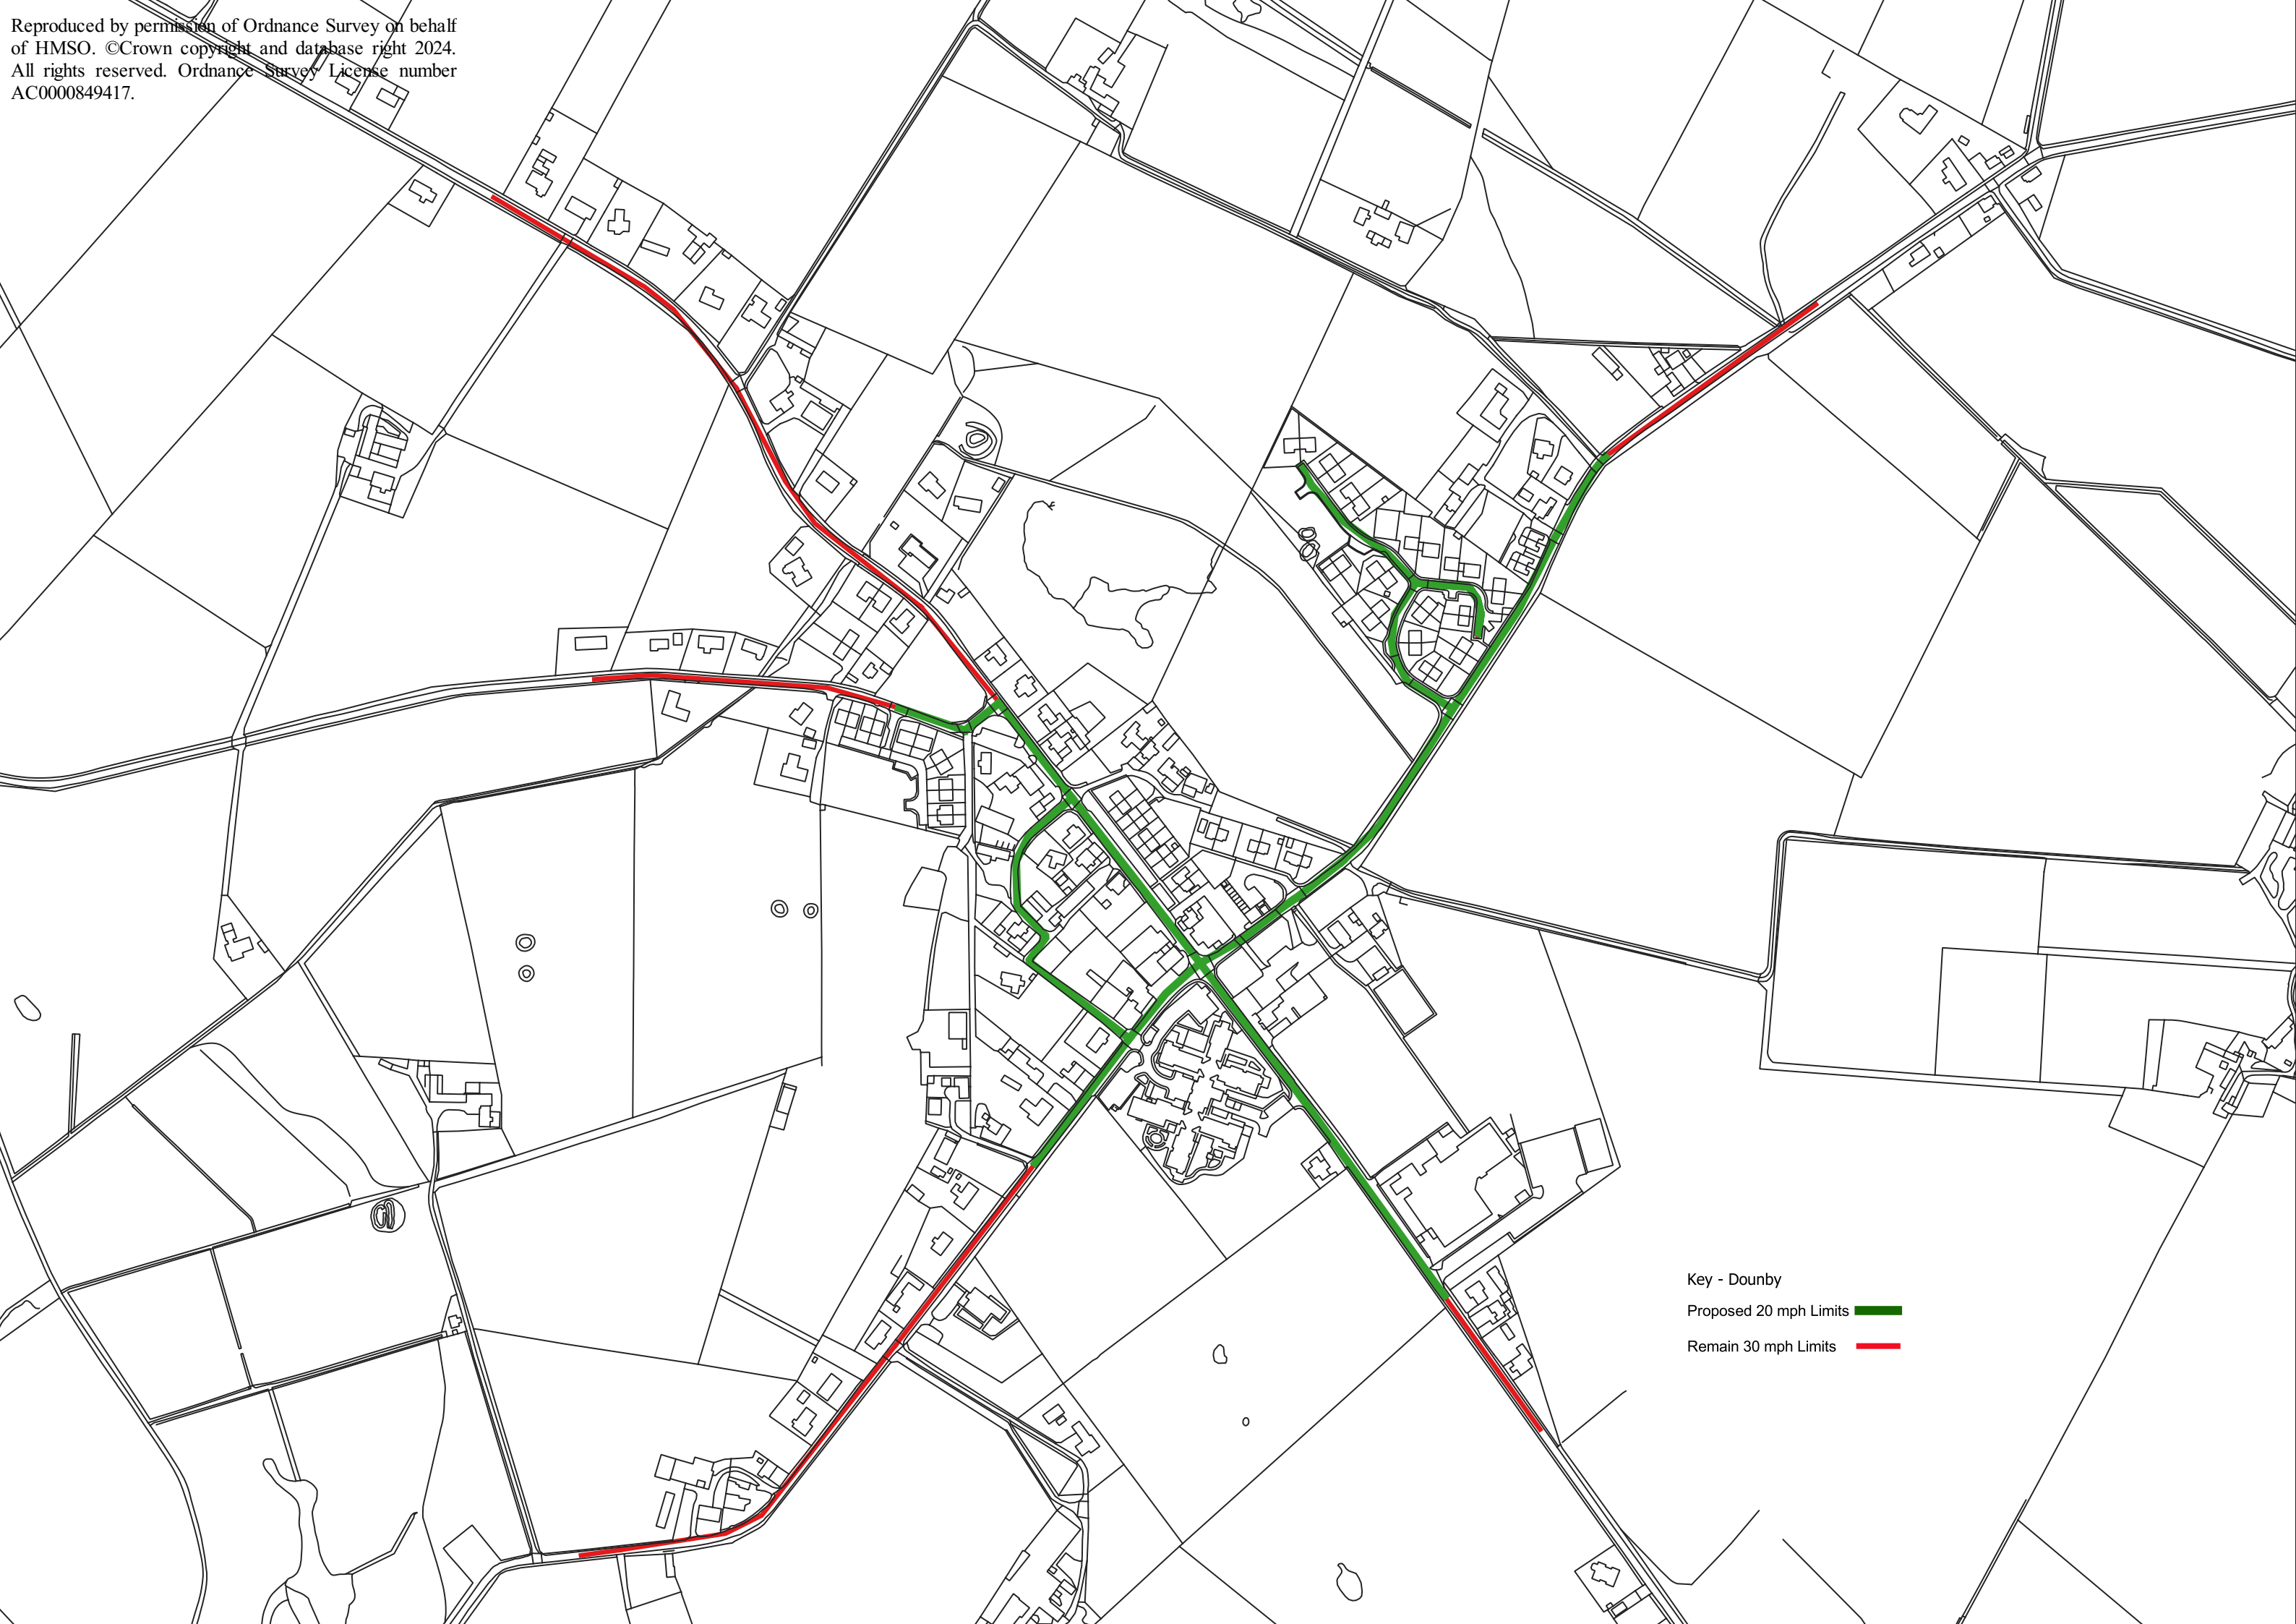 Reproduced by permission of Ordnance Survey on behalf
of HMSO. ©Crown copyright and database right 2024.
All rights reserved. Ordnance Survey License number
AC0000849417.
Key - Dounby
Proposed 20 mph Limits
Remain 30 mph Limits